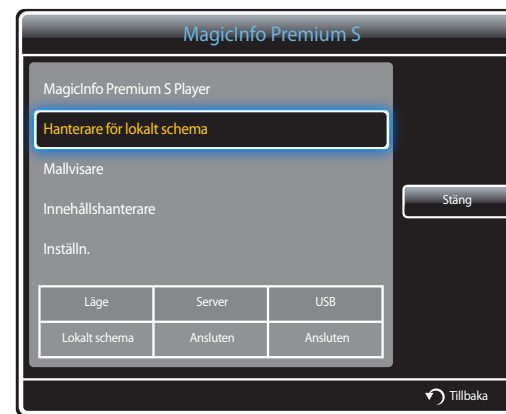 MagicInfo Premium S
MagicInfo Premium S Player
Hanterare för lokalt schema
Mallvisare
Innehållshanterare
Inställn.
Stäng
Läge Server USB
Lokalt schema Ansluten Ansluten
Tillbaka